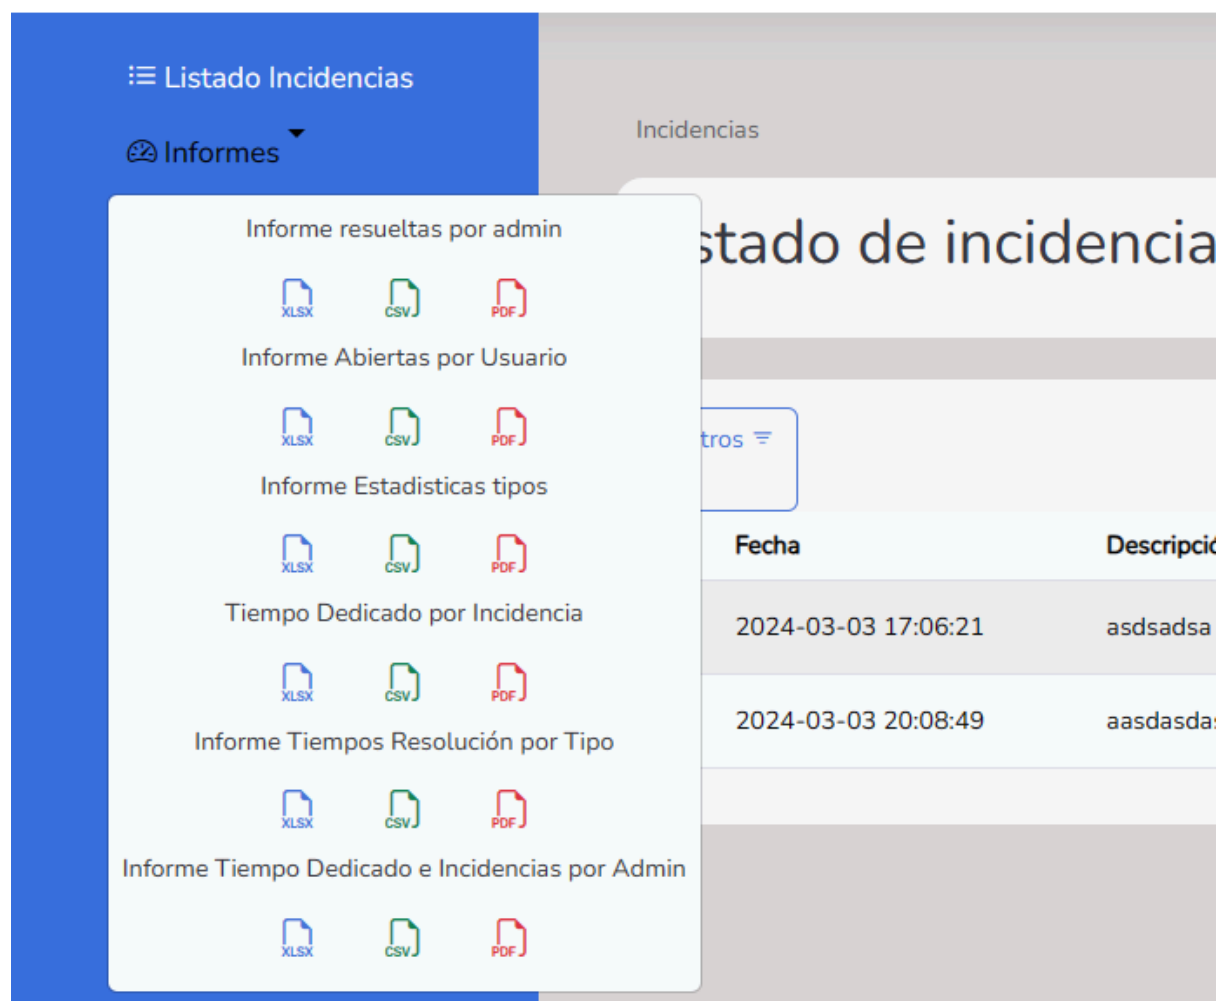 Listado Incidencias
Informes
Informe resueltas por admin
XLSX CSV PDF
Informe Abiertas por Usuario
XLSX CSV PDF
Informe Estadisticas tipos
XLSX CSV PDF
Tiempo Dedicado por Incidencia
XLSX CSV PDF
Informe Tiempos Resolución por Tipo
XLSX CSV PDF
Informe Tiempo Dedicado e Incidencias por Admin
XLSX CSV PDF
Incidencias
stado de incidencia
tros
Fecha Descripció
2024-03-03 17:06:21 asdsadsa
2024-03-03 20:08:49 aasdasda